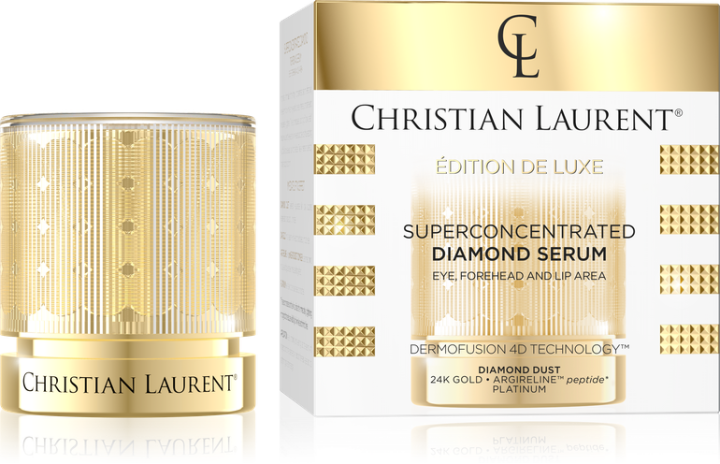 CL
CHRISTIAN LAURENT®
ÉDITION DE LUXE
SUPERCONCENTRATED
DIAMOND SERUM
EYE, FOREHEAD AND LIP AREA
DERMOFUSION 4D TECHNOLOGY™
DIAMOND DUST
24K GOLD • ARGIRELINE™ peptide*
PLATINUM
CHRISTIAN LAURENT®